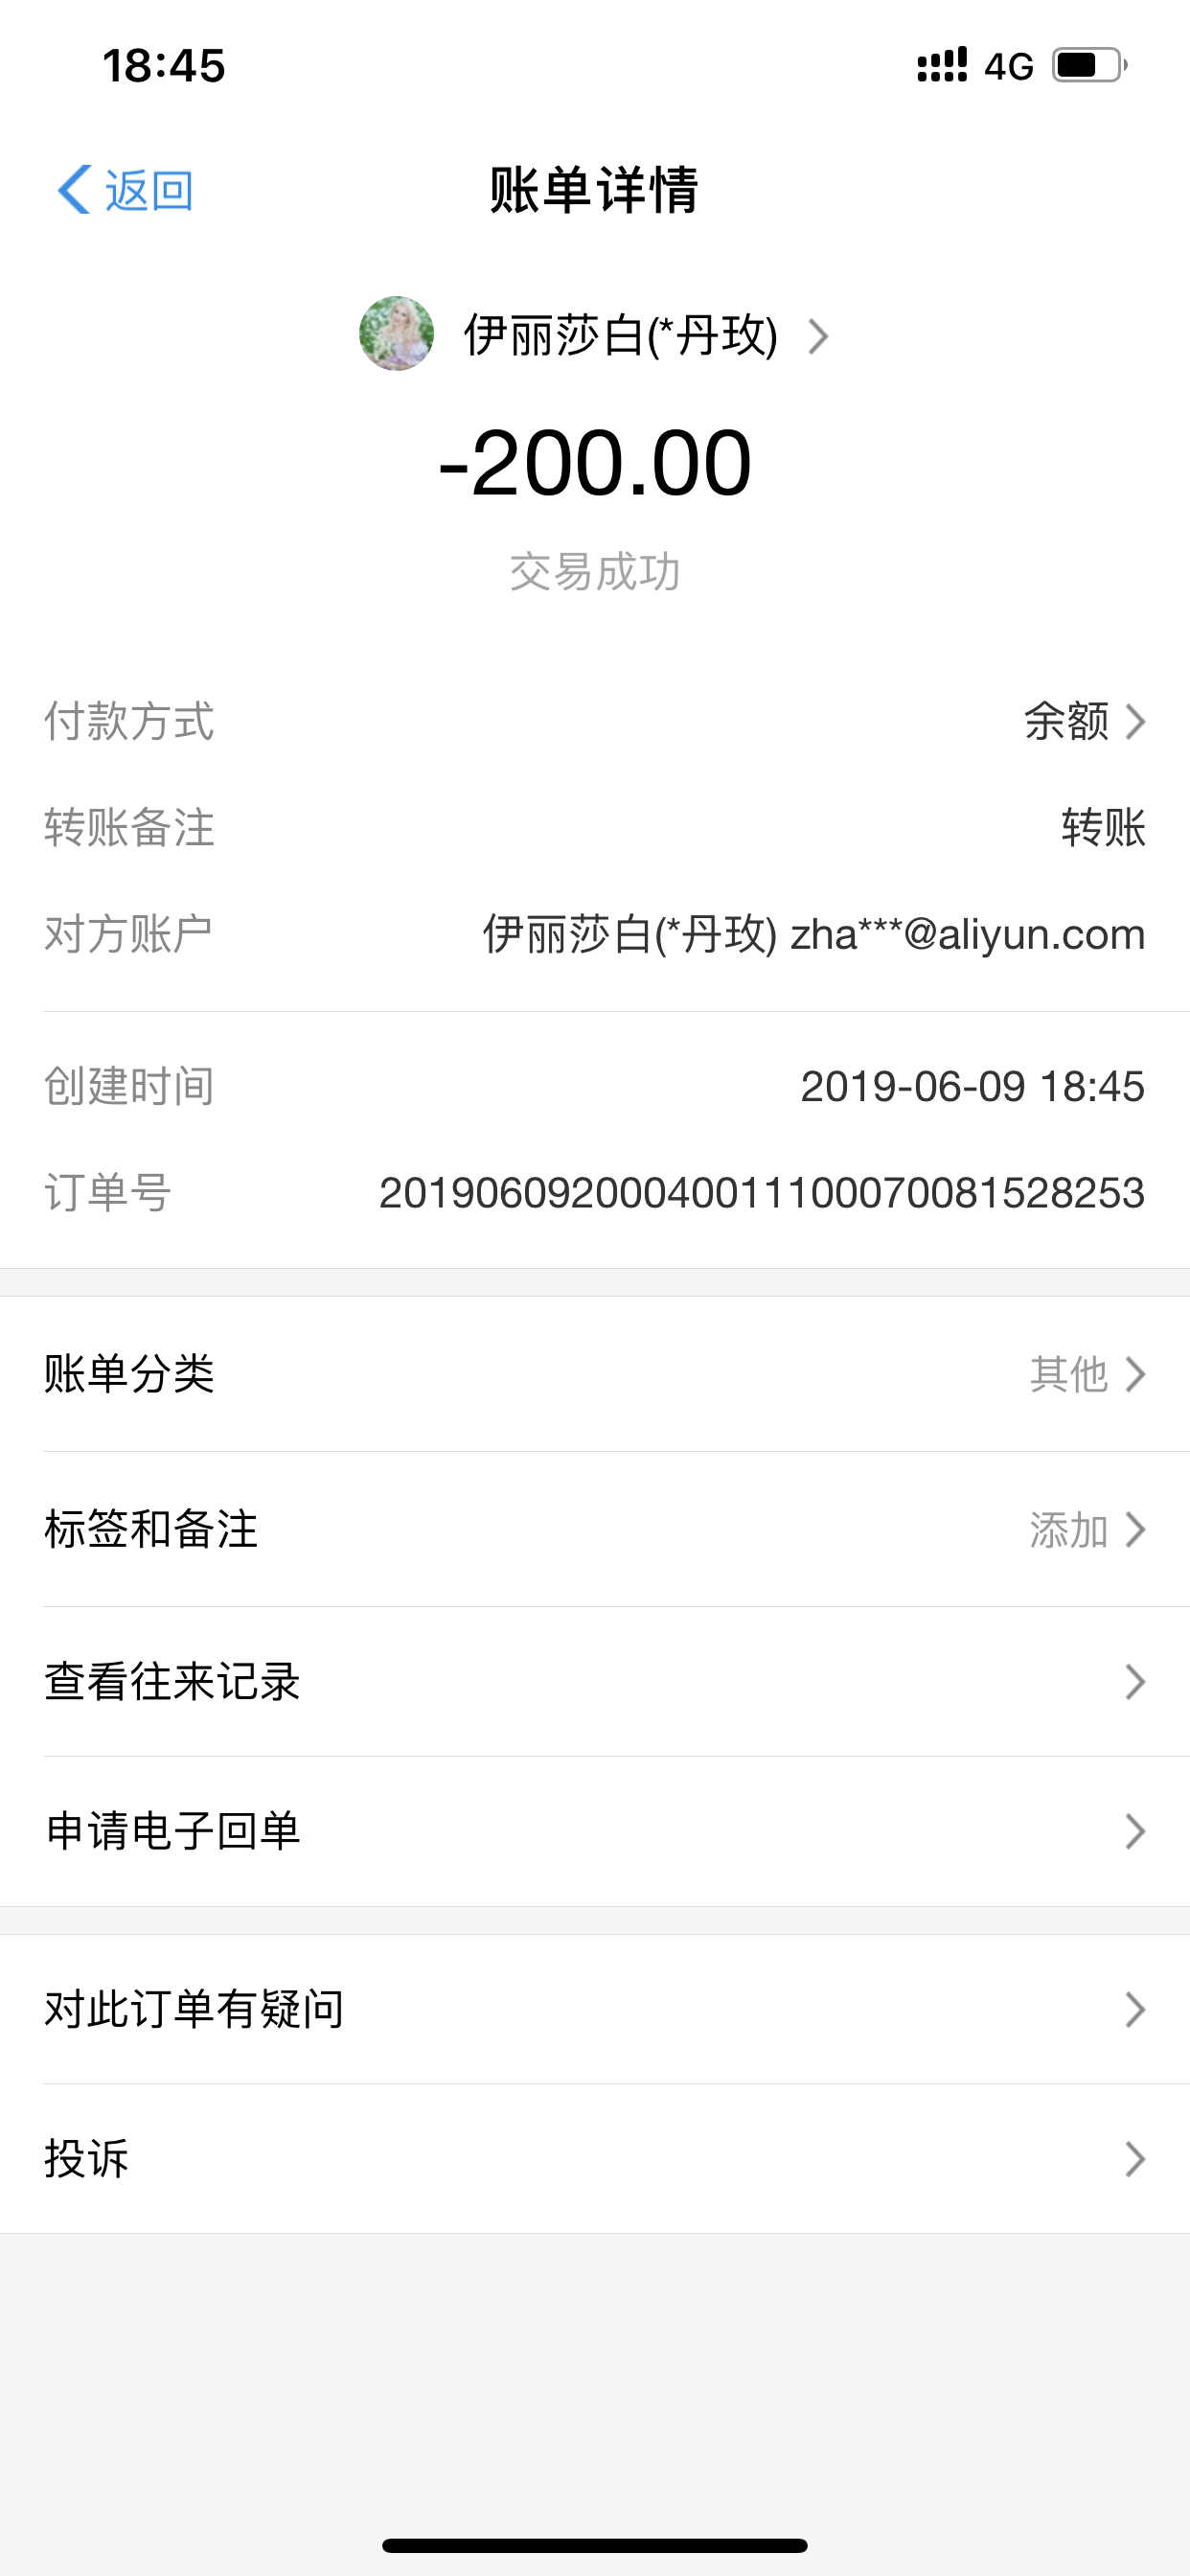 18:45 4G
返回 账单详情
伊丽莎白(*丹玫)
-200.00
交易成功
付款方式 余额
转账备注 转账
对方账户 伊丽莎白(*丹玫) zha***@aliyun.com
创建时间 2019-06-09 18:45
订单号 20190609200040011100070081528253
账单分类 其他
标签和备注 添加
查看往来记录
申请电子回单
对此订单有疑问
投诉